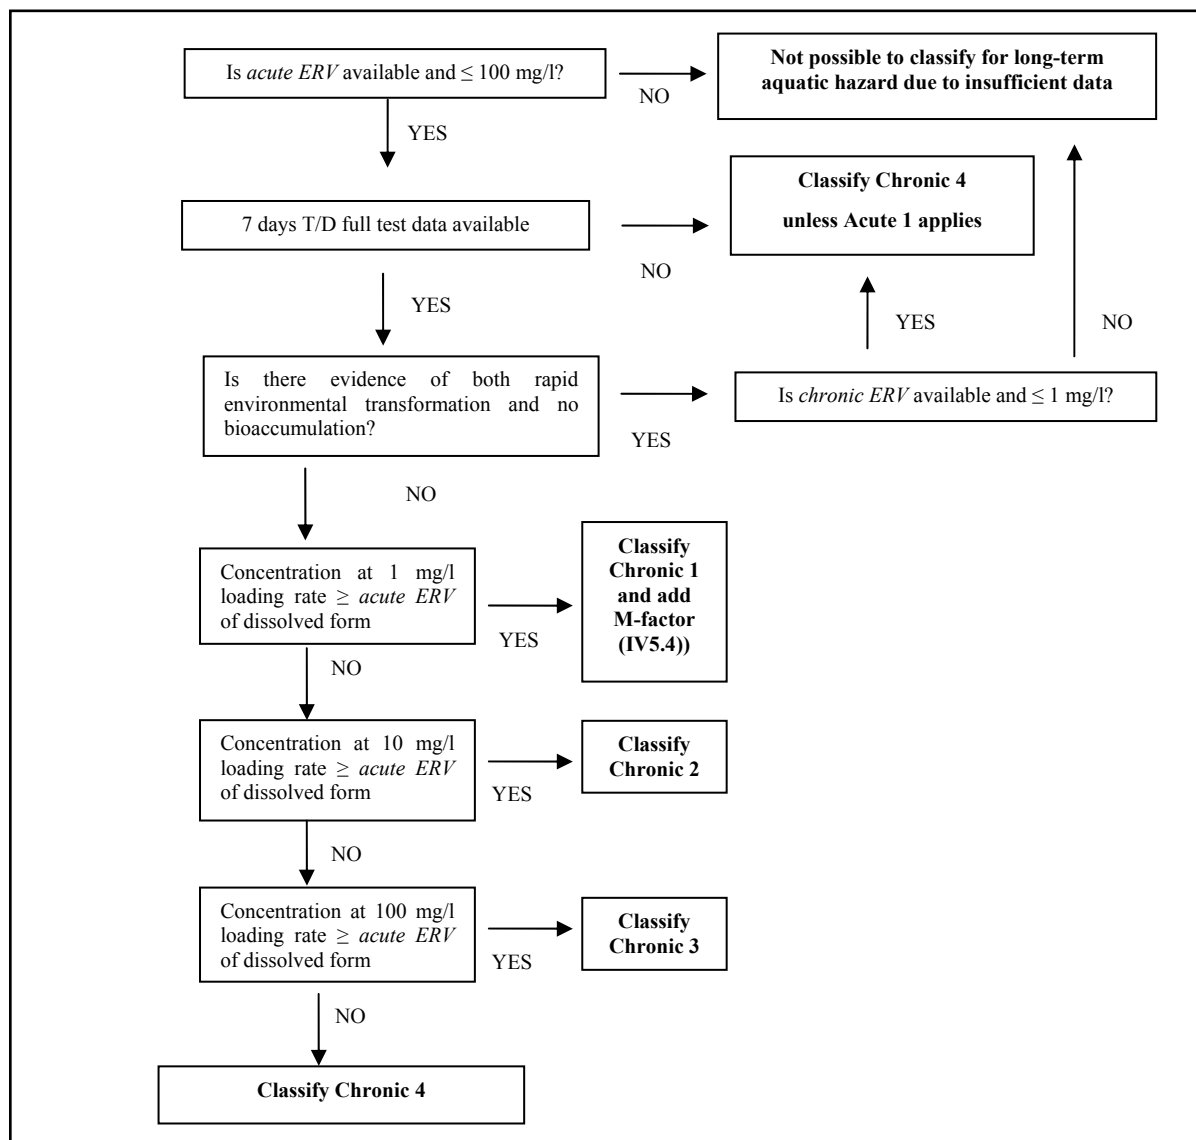 Is acute ERV available and ≤ 100 mg/l?
NO
Not possible to classify for long-term
aquatic hazard due to insufficient data
YES
7 days T/D full test data available
NO
Classify Chronic 4
unless Acute 1 applies
YES
YES
NO
Is there evidence of both rapid
environmental transformation and no
bioaccumulation?
YES
Is chronic ERV available and ≤ 1 mg/l?
NO
Concentration at 1 mg/l
loading rate ≥ acute ERV
of dissolved form
YES
Classify
Chronic 1
and add
M-factor
(IV5.4))
NO
Concentration at 10 mg/l
loading rate ≥ acute ERV
of dissolved form
YES
Classify
Chronic 2
NO
Concentration at 100 mg/l
loading rate ≥ acute ERV
of dissolved form
YES
Classify
Chronic 3
NO
Classify Chronic 4